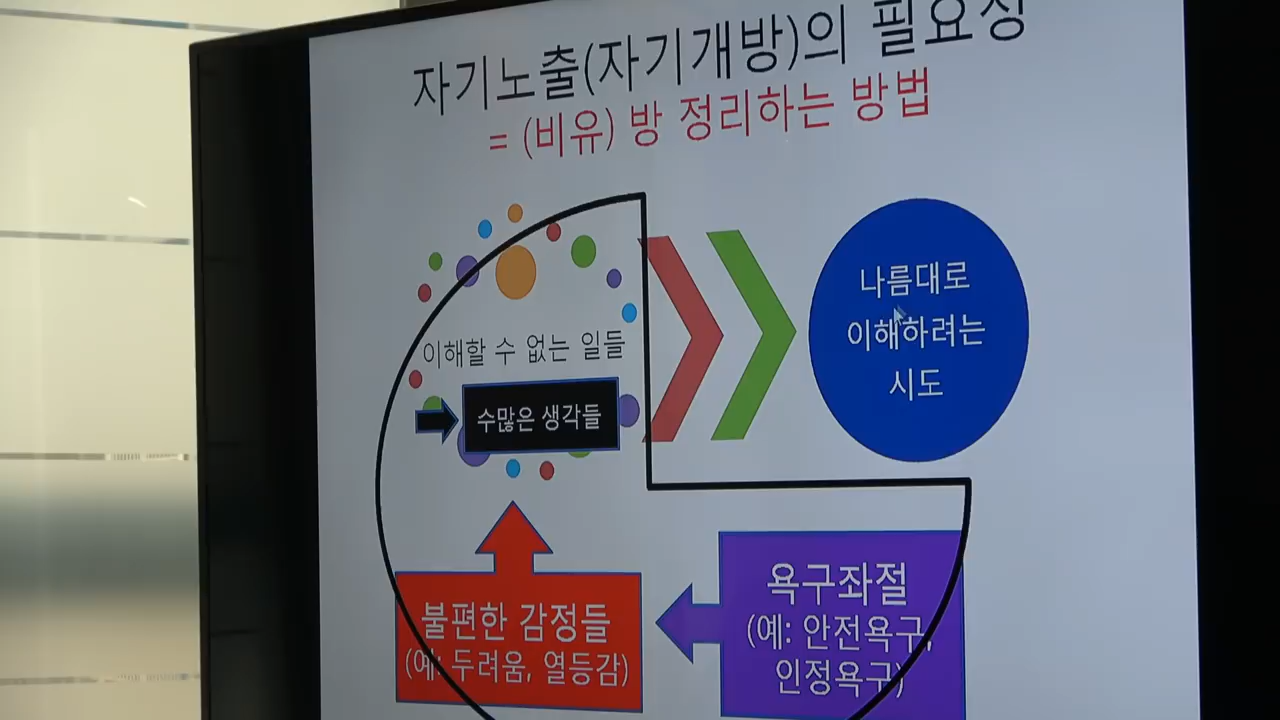 자기노출(자기개방)의 필요성
= (비유) 방 정리하는 방법
이해할 수 없는 일들
수많은 생각들
나름대로
이해하려는
시도
불편한 감정들
(예: 두려움, 열등감)
욕구좌절
(예: 안전욕구,
인정욕구)